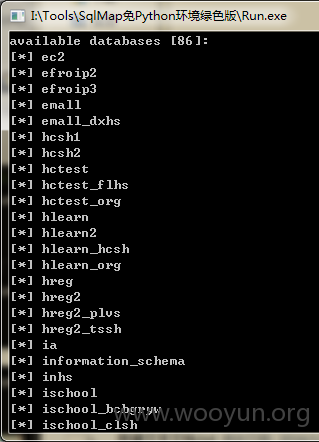 I:\Tools\SqlMap免Python环境绿色版\Run.exe
available databases [86]:
[*] ec2
[*] efroip2
[*] efroip3
[*] emall
[*] emall_dxhs
[*] hcsh1
[*] hcsh2
[*] hctest
[*] hctest_flhs
[*] hctest_org
[*] hlearn
[*] hlearn2
[*] hlearn_hcsh
[*] hlearn_org
[*] hreg
[*] hreg2
[*] hreg2_plvs
[*] hreg2_tssh
[*] ia
[*] information_schema
[*] inhs
[*] ischool
[*] ischool_bcbgryw
[*] ischool_clsh
www.wooyun.org